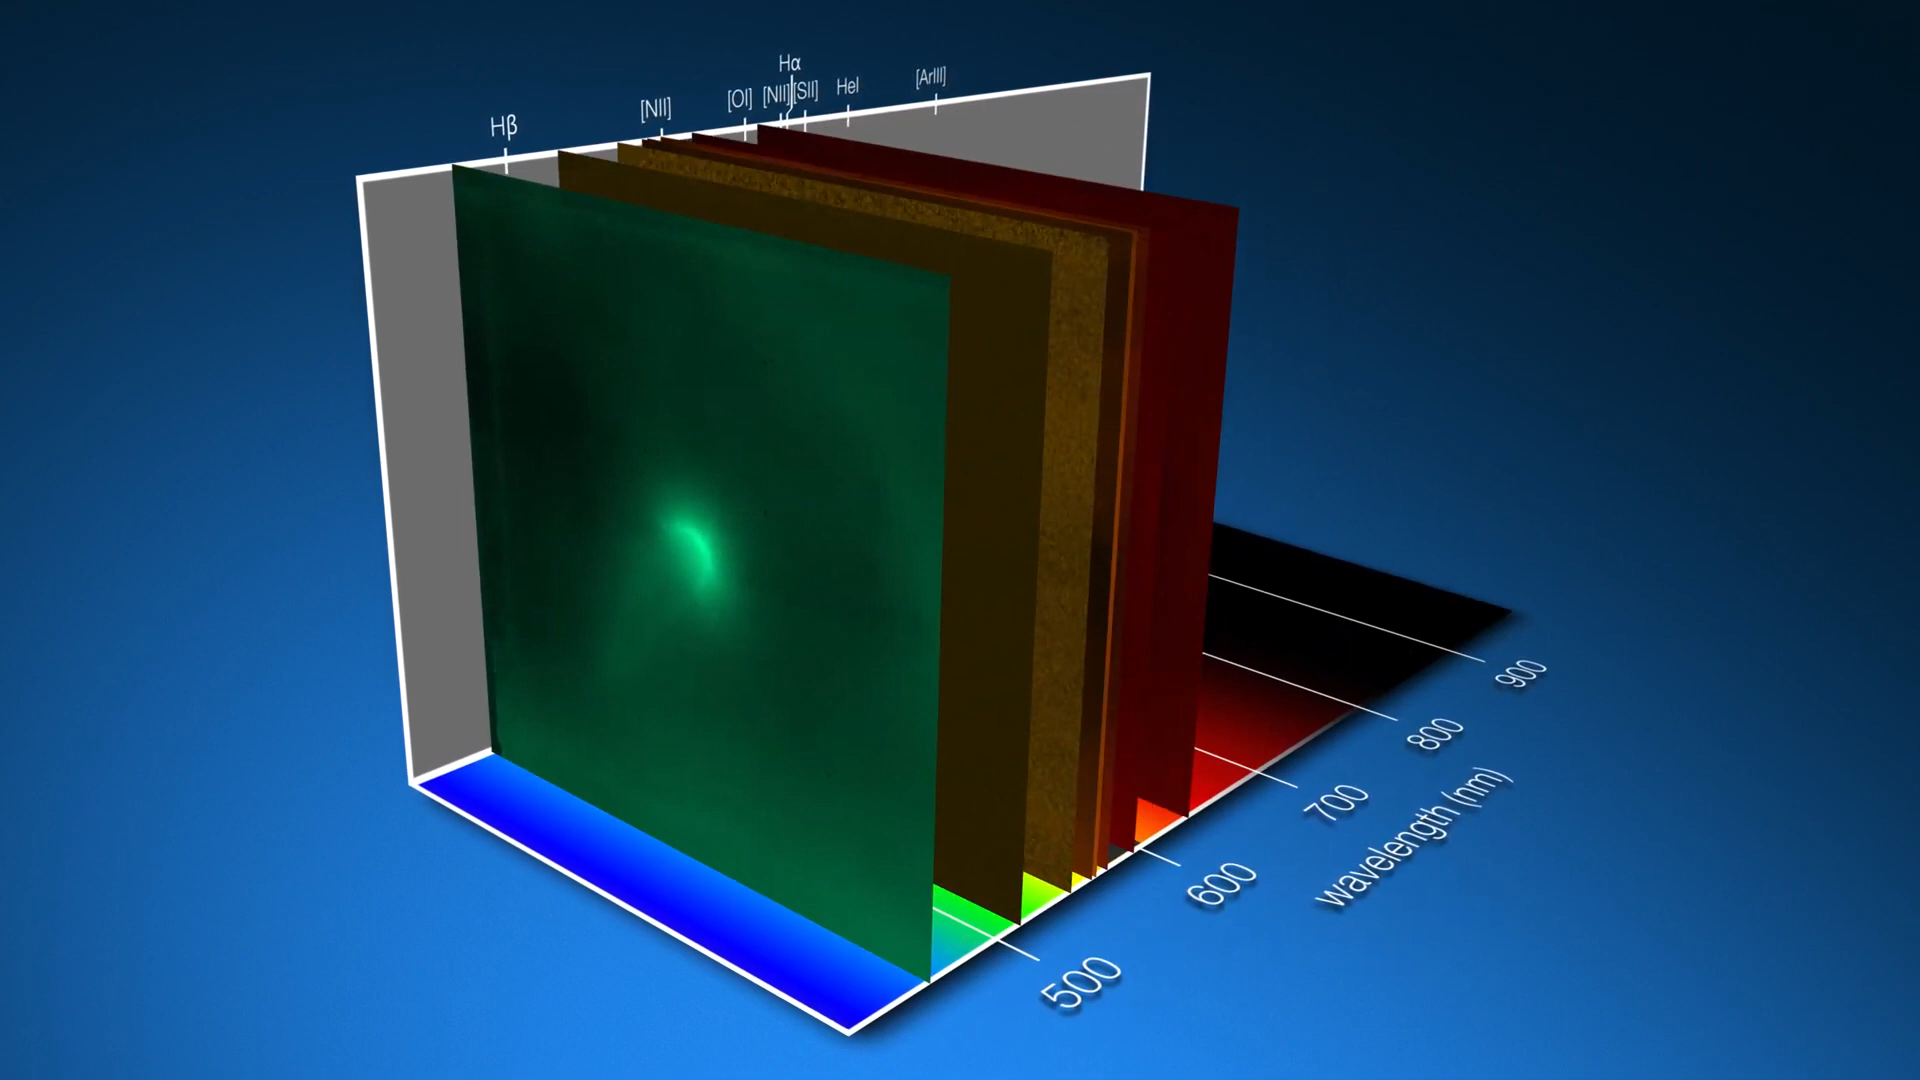 Hα
Hβ
[NII]
[OI]
[NII]
[SII]
HeI
[ArIII]
900
800
700
600
500
wavelength (nm)